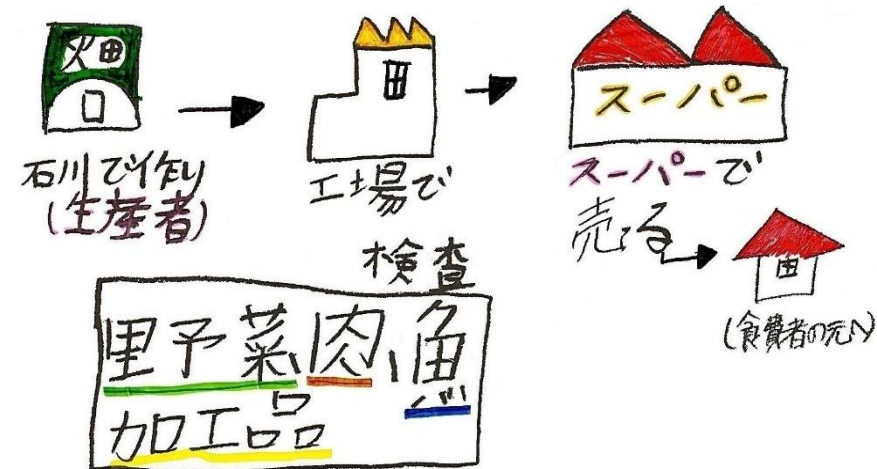 畑
石川で作り
(生産者)
工場で
検査
スーパー
スーパーで
売る
(食費者の元へ)
野菜、肉、魚
加工品